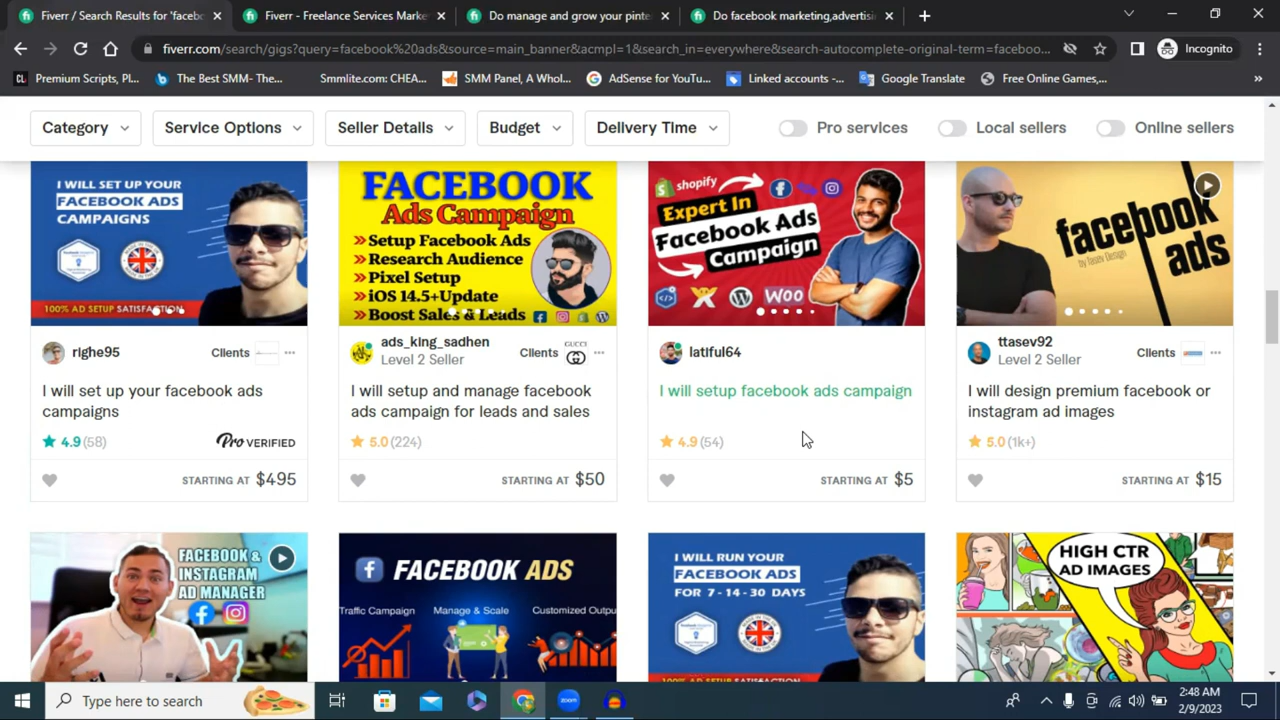 Fiverr / Search Results for 'facebo
Fiverr - Freelance Services Marke
Do manage and grow your pinte
Do facebook marketing,advertisi
fiverr.com/search/gigs?query=facebook%20ads&source=main_banner&acmpl=1&search_in=everywhere&search-autocomplete-original-term=faceboo...
Incognito
Premium Scripts, Pl...
The Best SMM- The...
Smmlite.com: CHEA...
SMM Panel, A Whol...
AdSense for YouTu...
Linked accounts -...
Google Translate
Free Online Games,...
Category
Service Options
Seller Details
Budget
Delivery Time
Pro services
Local sellers
Online sellers
I WILL SET UP YOUR
FACEBOOK ADS
CAMPAIGNS
100% AD SETUP SATISFACTION
FACEBOOK
Ads Campaign
Setup Facebook Ads
Research Audience
Pixel Setup
iOS 14.5+Update
Boost Sales & Leads
shopify
Expert In
Facebook Ads
Campaign
WOO
facebook
ads
by Tasev Design
righe95
Clients
ads_king_sadhen
Level 2 Seller
Clients
GUCCI
latiful64
ttasev92
Level 2 Seller
Clients
I will set up your facebook ads
campaigns
I will setup and manage facebook
ads campaign for leads and sales
I will setup facebook ads campaign
I will design premium facebook or
instagram ad images
4.9 (58)
Pro VERIFIED
5.0 (224)
4.9 (54)
5.0 (1k+)
STARTING AT $495
STARTING AT $50
STARTING AT $5
STARTING AT $15
FACEBOOK &
INSTAGRAM
AD MANAGER
FACEBOOK ADS
Traffic Campaign
Manage & Scale
Customized Outpu
I WILL RUN YOUR
FACEBOOK ADS
FOR 7 - 14 - 30 DAYS
HIGH CTR
AD IMAGES
Type here to search
zoom
2:48 AM
2/9/2023